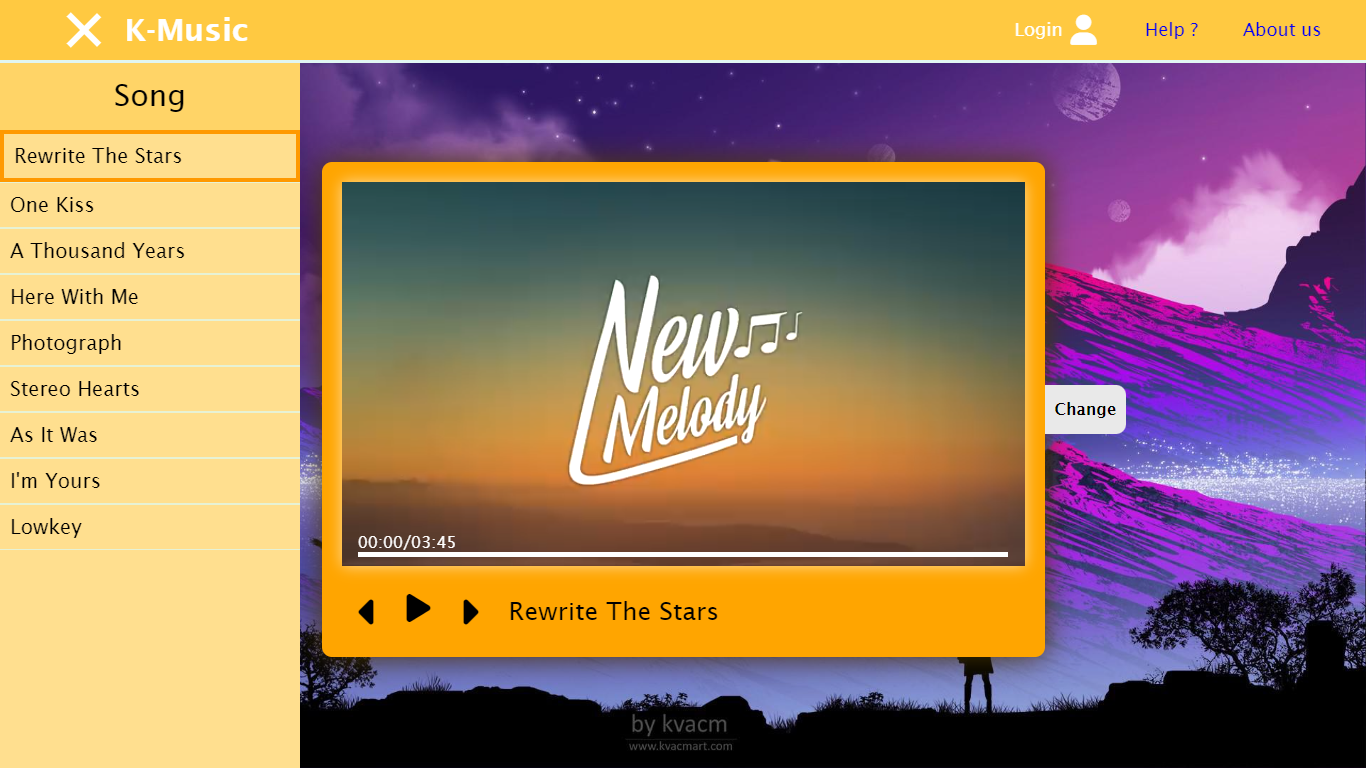 K-Music
Login
Help ?
About us
Song
Rewrite The Stars
One Kiss
A Thousand Years
Here With Me
Photograph
Stereo Hearts
As It Was
I'm Yours
Lowkey
New
Melody
00:00/03:45
Rewrite The Stars
Change
by kvacm
www.kvacmart.com